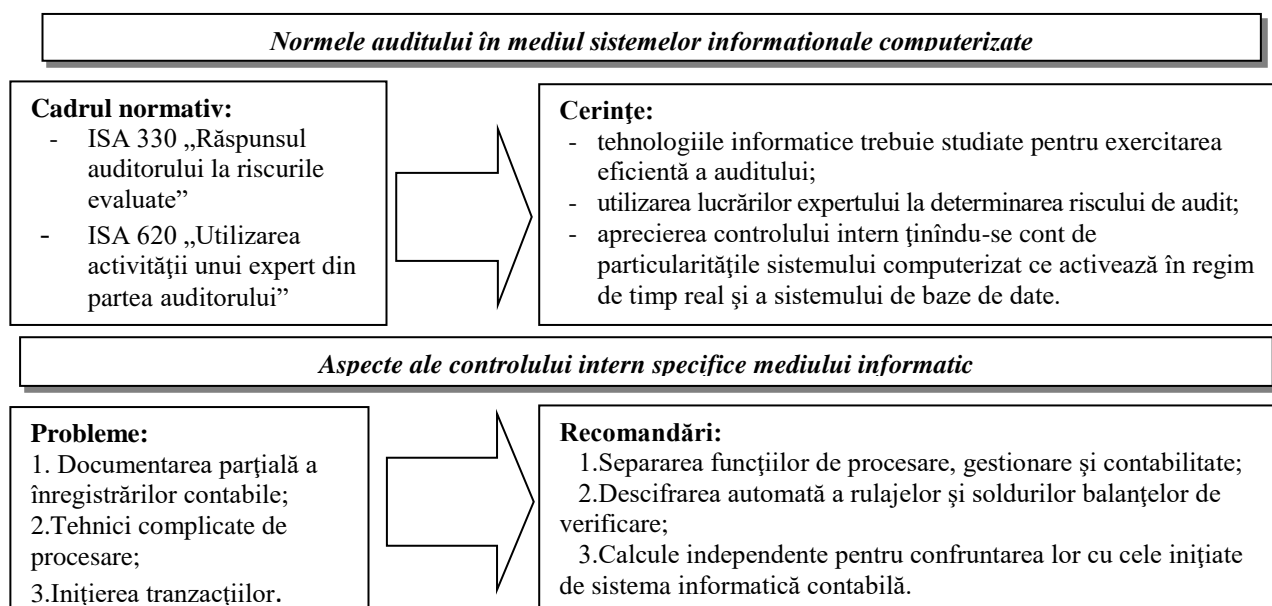 Normele auditului în mediul sistemelor informaționale computerizate
Cadrul normativ:
- ISA 330 „Răspunsul
auditorului la riscurile
evaluate”
- ISA 620 „Utilizarea
activităţii unui expert din
partea auditorului”
Cerinţe:
- tehnologiile informatice trebuie studiate pentru exercitarea
eficientă a auditului;
- utilizarea lucrărilor expertului la determinarea riscului de audit;
- aprecierea controlului intern ţinîndu-se cont de
particularităţile sistemului computerizat ce activează în regim
de timp real şi a sistemului de baze de date.
Aspecte ale controlului intern specifice mediului informatic
Probleme:
1. Documentarea parţială a
înregistrărilor contabile;
2.Tehnici complicate de
procesare;
3.Iniţierea tranzacţiilor.
Recomandări:
1.Separarea funcţiilor de procesare, gestionare şi contabilitate;
2.Descifrarea automată a rulajelor şi soldurilor balanţelor de
verificare;
3.Calcule independente pentru confruntarea lor cu cele iniţiate
de sistema informatică contabilă.